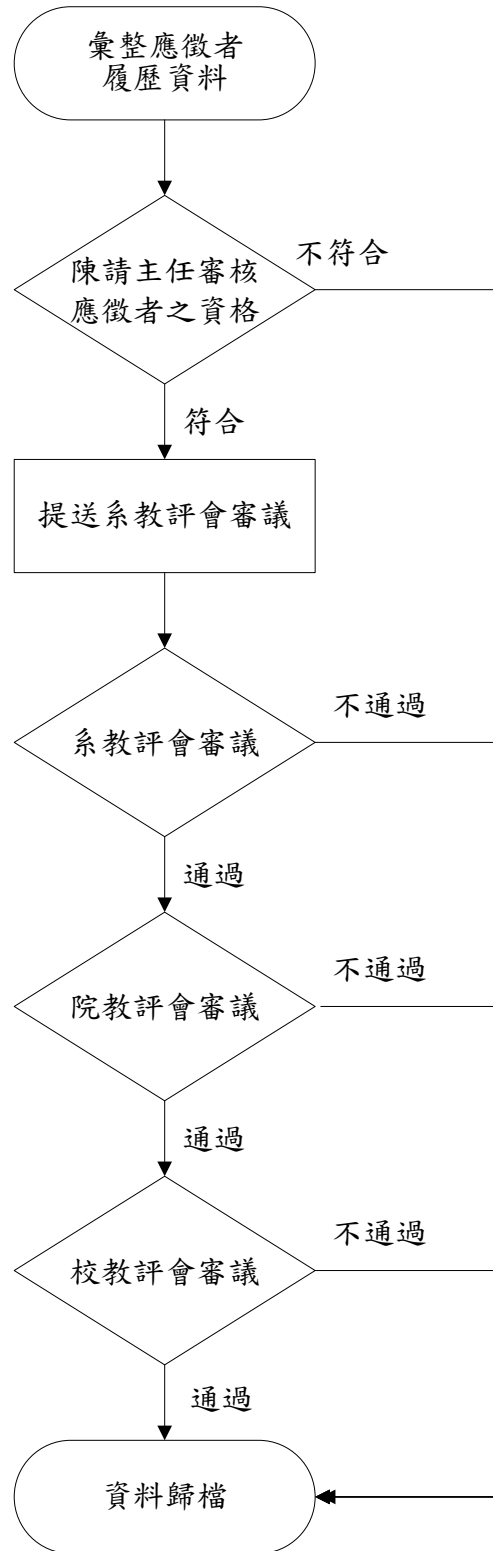 彙整應徵者
履歷資料
陳請主任審核
應徵者之資格
不符合
符合
提送系教評會審議
系教評會審議
不通過
通過
院教評會審議
不通過
通過
校教評會審議
不通過
通過
資料歸檔